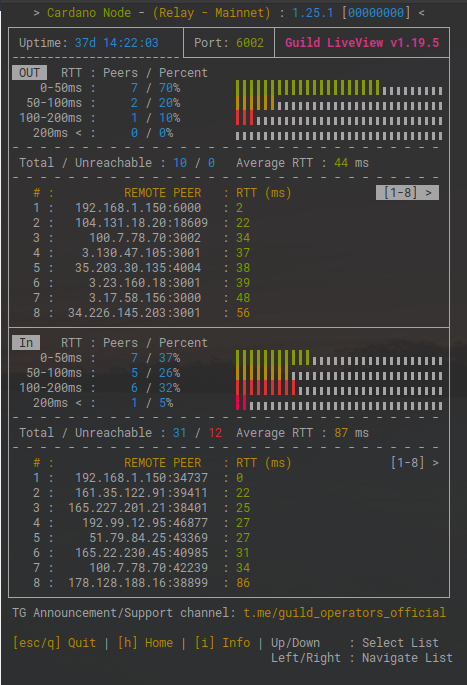 > Cardano Node - (Relay - Mainnet) : 1.25.1 [00000000] <
Uptime: 37d 14:22:03 Port: 6002 Guild LiveView v1.19.5
OUT RTT : Peers / Percent
0-50ms : 7 / 70%
50-100ms : 2 / 20%
100-200ms : 1 / 10%
200ms < : 0 / 0%
Total / Unreachable : 10 / 0 Average RTT : 44 ms
# : REMOTE PEER : RTT (ms) [1-8] >
1 : 192.168.1.150:6000 : 2
2 : 104.131.18.20:18609 : 22
3 : 100.7.78.70:3002 : 34
4 : 3.130.47.105:3001 : 37
5 : 35.203.30.135:4004 : 38
6 : 3.23.160.18:3001 : 39
7 : 3.17.58.156:3000 : 48
8 : 34.226.145.203:3001 : 56
In RTT : Peers / Percent
0-50ms : 7 / 37%
50-100ms : 5 / 26%
100-200ms : 6 / 32%
200ms < : 1 / 5%
Total / Unreachable : 31 / 12 Average RTT : 87 ms
# : REMOTE PEER : RTT (ms) [1-8] >
1 : 192.168.1.150:34737 : 0
2 : 161.35.122.91:39411 : 22
3 : 165.227.201.21:38401 : 25
4 : 192.99.12.95:46877 : 27
5 : 51.79.84.25:43369 : 27
6 : 165.22.230.45:40985 : 31
7 : 100.7.78.70:42239 : 34
8 : 178.128.188.16:38899 : 86
TG Announcement/Support channel: t.me/guild_operators_official
[esc/q] Quit | [h] Home | [i] Info | Up/Down : Select List
Left/Right : Navigate List